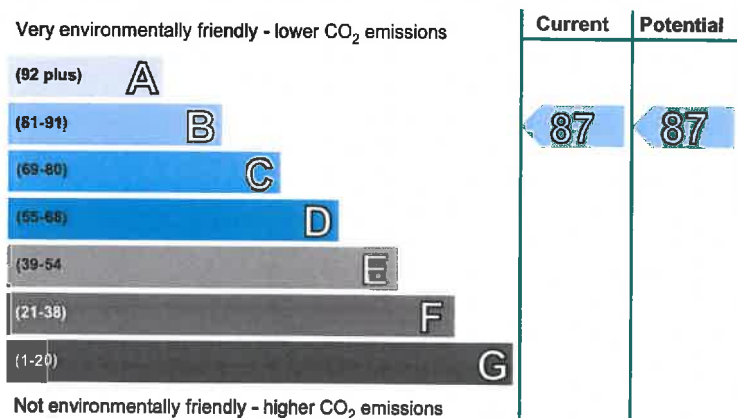 Very environmentally friendly - lower CO₂ emissions
Current Potential
(92 plus) A
(81-91) B 87 87
(69-80) C
(55-68) D
(39-54 E
(21-38) F
(1-20) G
Not environmentally friendly - higher CO₂ emissions